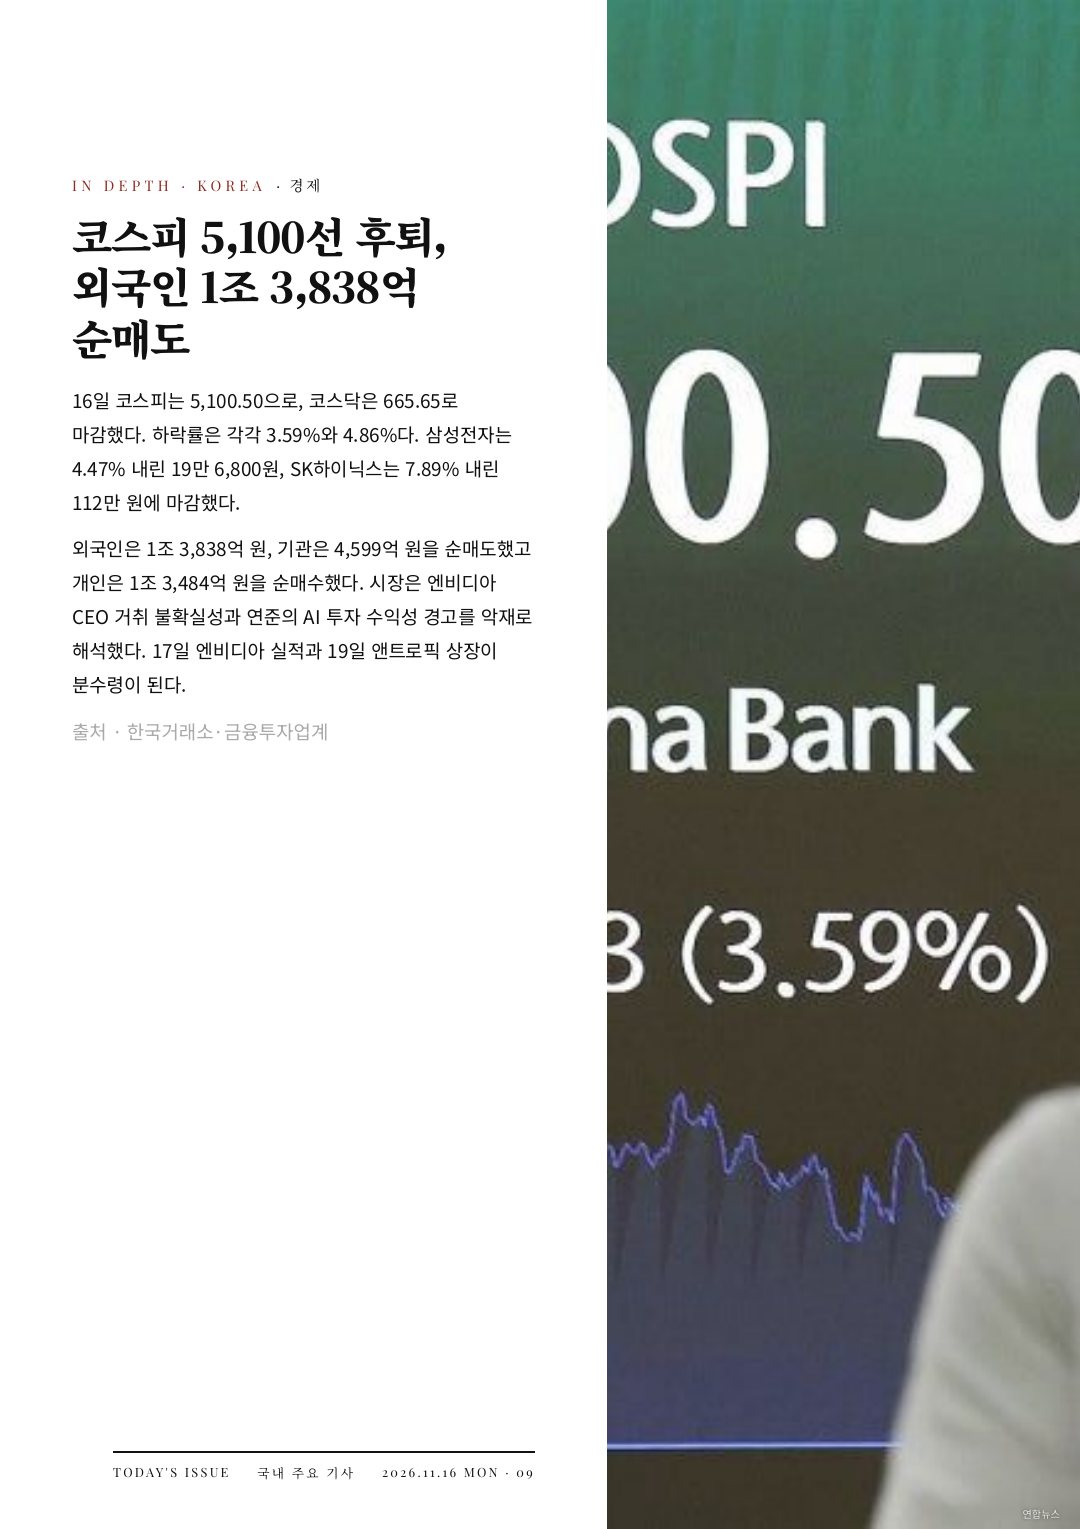 IN DEPTH · KOREA · 경제
코스피 5,100선 후퇴,
외국인 1조 3,838억
순매도
16일 코스피는 5,100.50으로, 코스닥은 665.65로
마감했다. 하락률은 각각 3.59%와 4.86%다. 삼성전자는
4.47% 내린 19만 6,800원, SK하이닉스는 7.89% 내린
112만 원에 마감했다.
외국인은 1조 3,838억 원, 기관은 4,599억 원을 순매도했고
개인은 1조 3,484억 원을 순매수했다. 시장은 엔비디아
CEO 거취 불확실성과 연준의 AI 투자 수익성 경고를 악재로
해석했다. 17일 엔비디아 실적과 19일 앤트로픽 상장이
분수령이 된다.
출처 · 한국거래소·금융투자업계
OSPI
00.50
na Bank
3 (3.59%)
TODAY'S ISSUE 국내 주요 기사 2026.11.16 MON · 09
연합뉴스